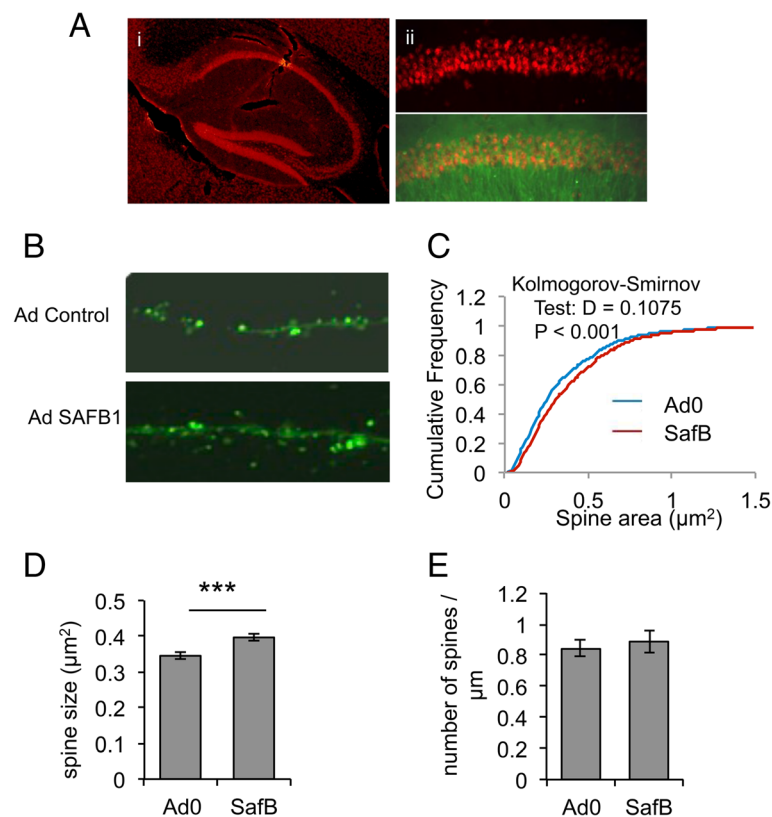 A
i
ii
B
Ad Control
Ad SAFB1
C
Kolmogorov-Smirnov
Test: D = 0.1075
P < 0.001
Cumulative Frequency
1.2
1
0.8
0.6
0.4
0.2
0
Ad0
SafB
0
0.5
1
1.5
Spine area (µm²)
D
***
spine size (µm²)
0.5
0.4
0.3
0.2
0.1
0
Ad0
SafB
E
number of spines /
µm
1.2
1
0.8
0.6
0.4
0.2
0
Ad0
SafB